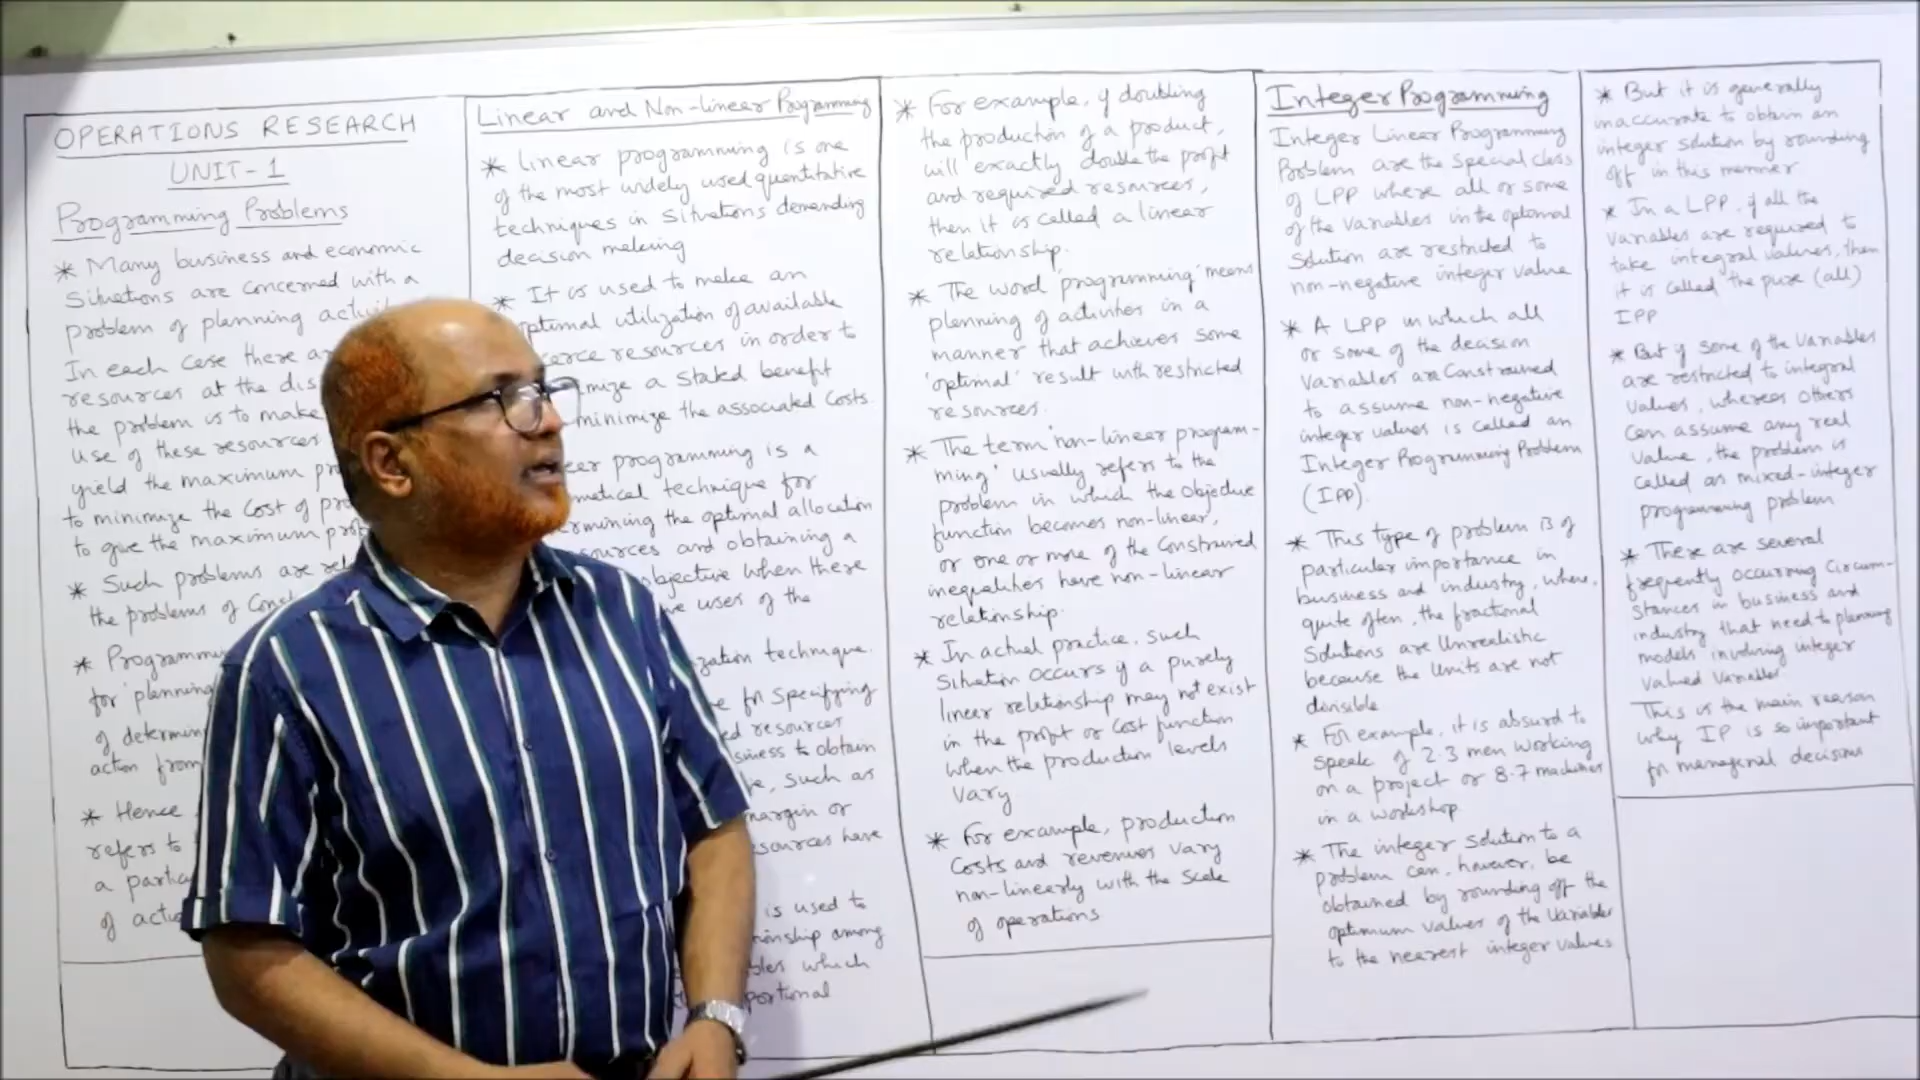 OPERATIONS RESEARCH
UNIT-1
Programming Problems
* Many business and economic
Situations are concerned with a
problem of planning
In each case there
resources at the
the problem is to make
use of these resources
yield the maximum
to minimize the cost of
to give the maximum
* Such problems are
the problems of
*
for planning
of
action from
* Hence
refers to
a
of
Linear and Non-linear Programming
* linear programming is one
of the most widely used quantitative
techniques in situations demanding
decision making
* It is used to make an
optimal utilization of available
resources in order to
a stated benefit
minimize the associated costs.
programming is a
technique for
the optimal allocation
and obtaining a
objective when there
uses of the
technique.
for specifying
resources
to obtain
such as
margin or
have
is used to
among
which
* For example, if doubling
the production of a product,
will exactly double the profit
and required resources,
then it is called a linear
relationship.
* The word 'programming' means
planning of activities in a
manner that achieves some
'optimal' result with restricted
resources.
* The term 'non-linear program-
ming' usually refers to the
problem in which the objective
function becomes non-linear,
or one or more of the constrained
inequalities have non-linear
relationship.
* In actual practice, such
situation occurs if a purely
linear relationship may not exist
in the profit or cost function
when the production levels
vary
* For example, production
costs and revenues vary
non-linearly with the scale
of operations
Integer Programming
Integer Linear Programming
Problem are the special class
of LPP where all or some
of the variables in the optimal
solution are restricted to
non-negative integer value
* A LPP in which all
or some of the decision
variables are constrained
to assume non-negative
integer values is called an
Integer Programming Problem
(IPP).
* This type of problem is of
particular importance in
business and industry, where,
quite often, the fractional
solutions are unrealistic
because the units are not
divisible
* For example, it is absurd to
speak of 2.3 men working
on a project or 8.7 machines
in a workshop.
* The integer solution to a
problem can, however, be
obtained by rounding off the
optimum values of the variables
to the nearest integer values
* But it is generally
inaccurate to obtain an
integer solution by rounding
off in this manner
* In a LPP, if all the
variables are required to
take integral values, then
it is called the pure (all)
IPP
* But if some of the variables
are restricted to integral
values, whereas others
can assume any real
value, the problem is
called as mixed-integer
programming problem
* There are several
frequently occurring circum-
stances in business and
industry that need to planning
models involving integer
valued variables
This is the main reason
why IP is so important
for managerial decisions